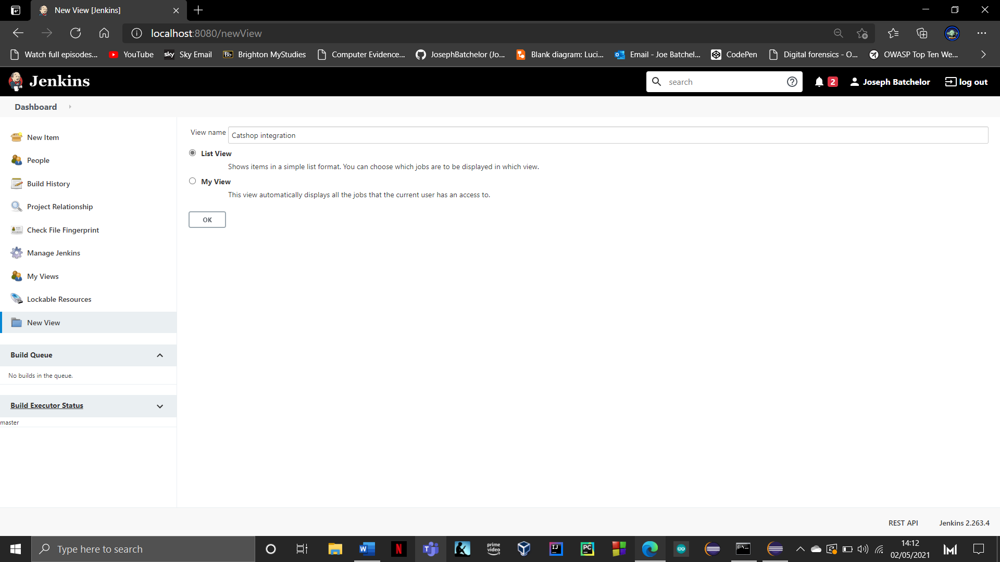 New View [Jenkins]
localhost:8080/newView
Watch full episodes...
YouTube
sky Sky Email
Bb Brighton MyStudies
Computer Evidence...
JosephBatchelor (Jo...
Blank diagram: Luci...
Email - Joe Batchel...
CodePen
Digital forensics - O...
OWASP Top Ten We...
Jenkins
search
2
Joseph Batchelor
log out
Dashboard
New Item
People
Build History
Project Relationship
Check File Fingerprint
Manage Jenkins
My Views
Lockable Resources
New View
Build Queue
No builds in the queue.
Build Executor Status
master
View name Catshop integration
List View
Shows items in a simple list format. You can choose which jobs are to be displayed in which view.
My View
This view automatically displays all the jobs that the current user has an access to.
OK
REST API
Jenkins 2.263.4
Type here to search
prime
video
IJ
PC
14:12
02/05/2021